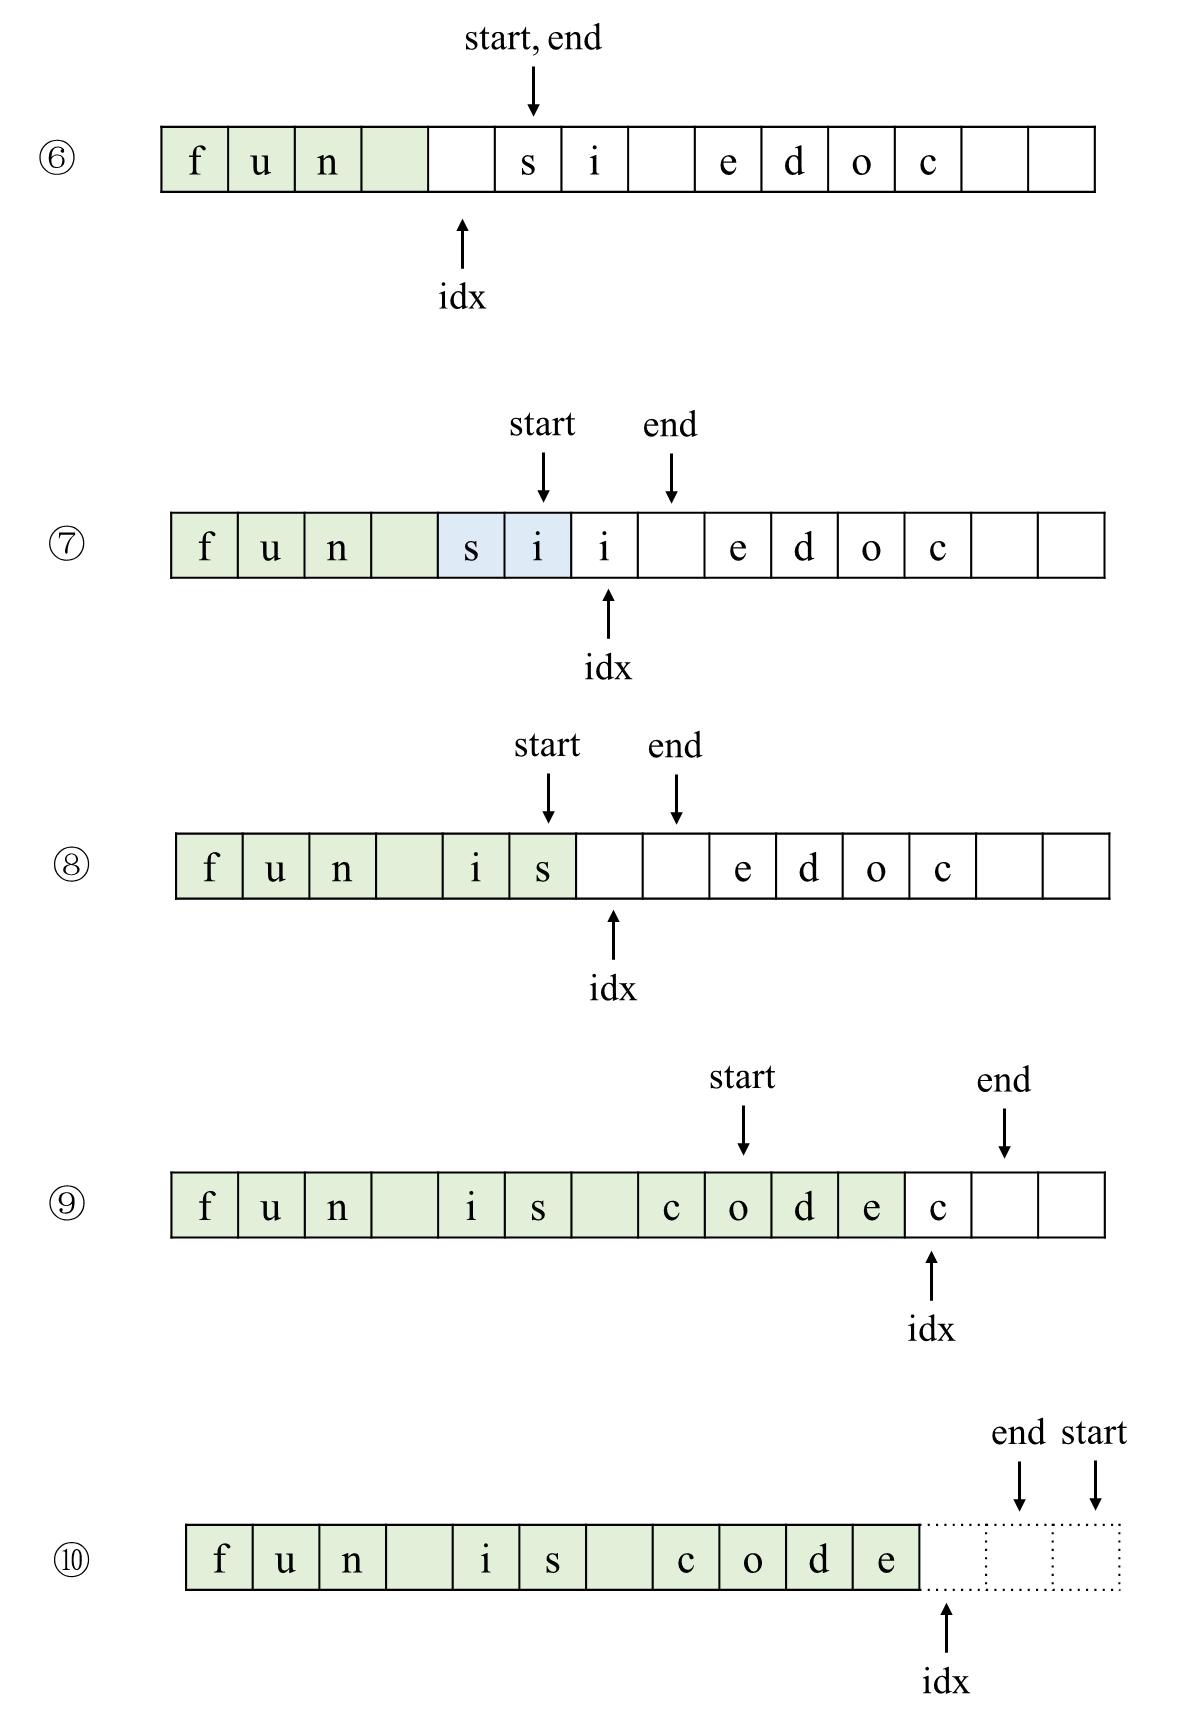 start, end
⑥ f u n s i e d o c
idx
start end
⑦ f u n s i i e d o c
idx
start end
⑧ f u n i s e d o c
idx
start end
⑨ f u n i s c o d e c
idx
end start
⑩ f u n i s c o d e
idx